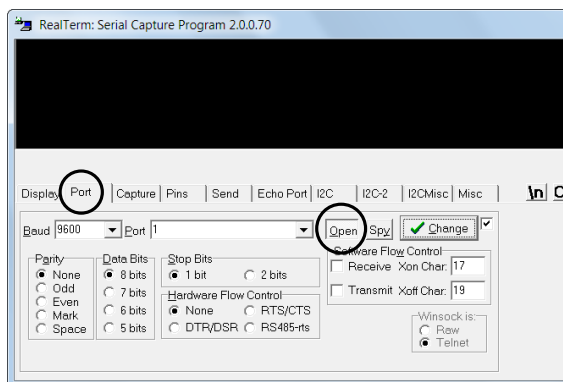 RealTerm: Serial Capture Program 2.0.0.70
Display Port Capture Pins Send Echo Port I2C I2C-2 I2CMisc Misc \n
Baud 9600 Port 1 Open Spy Change
Parity Data Bits Stop Bits Software Flow Control
None 8 bits 1 bit 2 bits Receive Xon Char: 17
Odd 7 bits Hardware Flow Control Transmit Xoff Char: 19
Even 6 bits None RTS/CTS Winsock is:
Mark 5 bits DTR/DSR RS485-rts Raw
Space Telnet